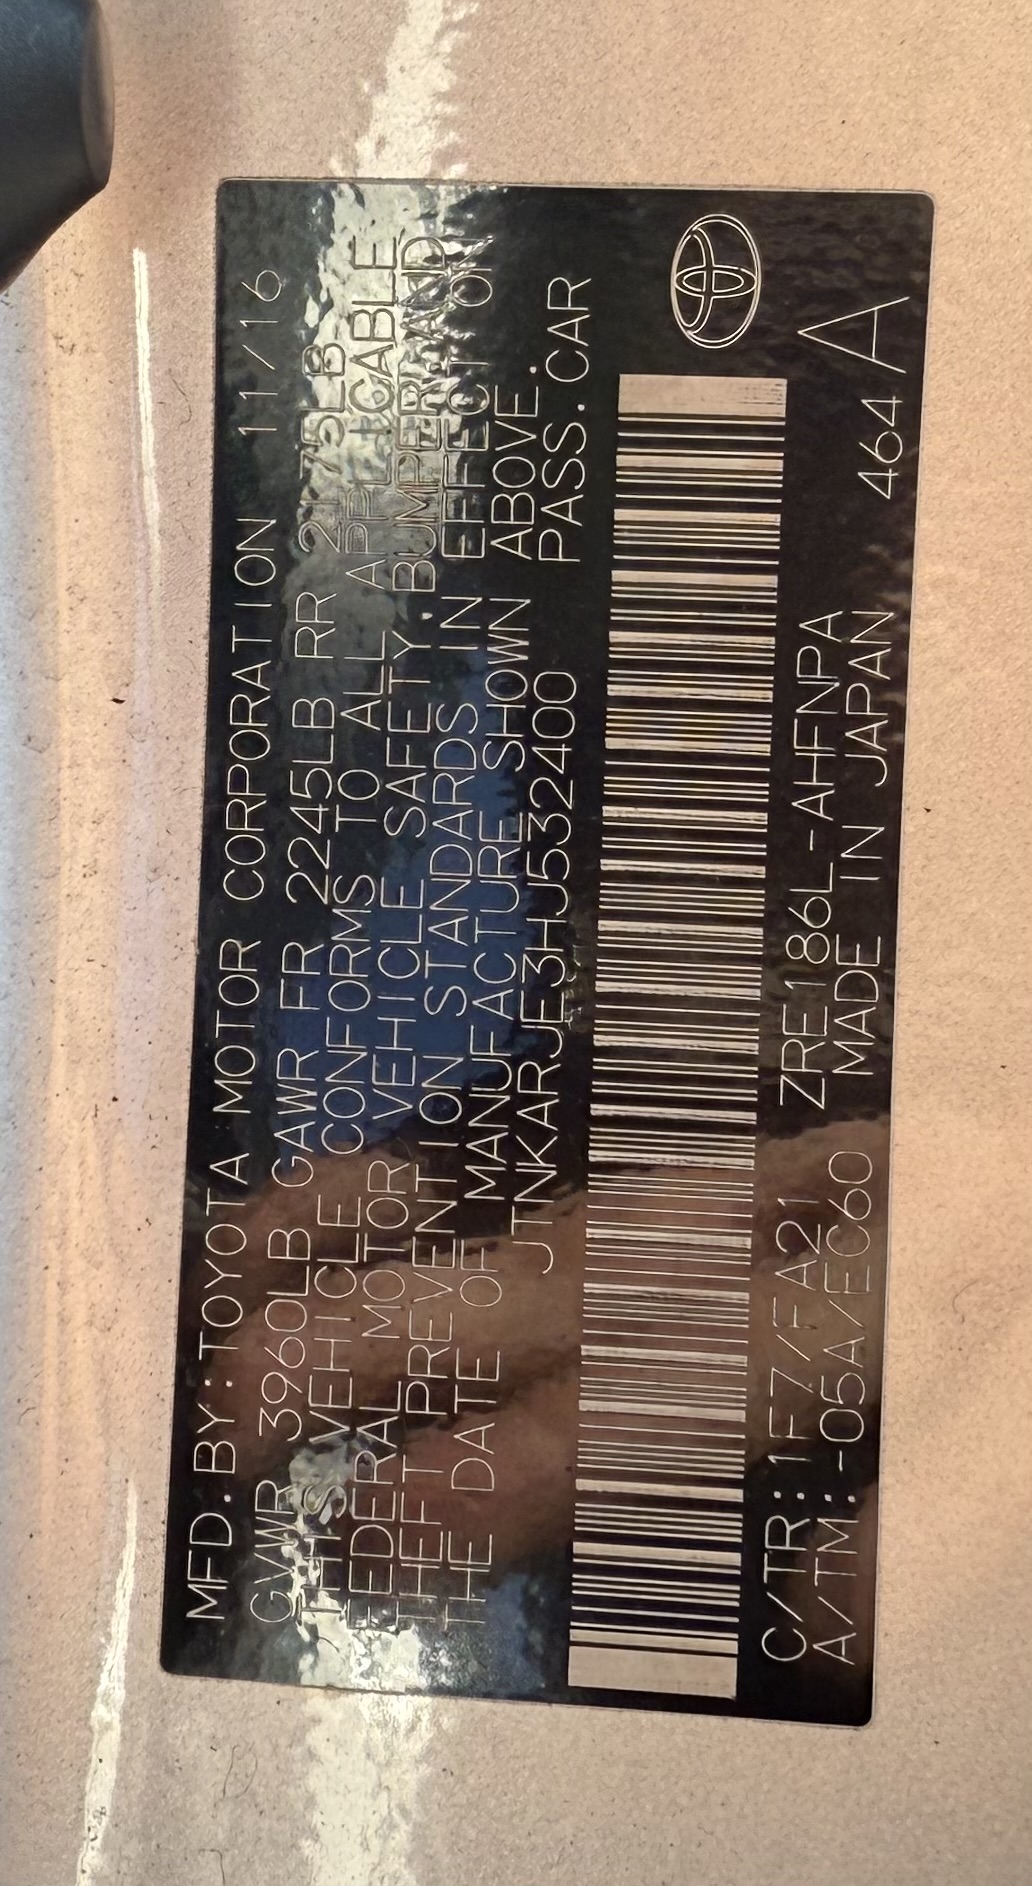 MFD.BY:TOYOTA MOTOR CORPORATION 11/16
GVWR 3960LB GAWR FR 2245LB RR 2175LB
THIS VEHICLE CONFORMS TO ALL APPLICABLE
FEDERAL MOTOR VEHICLE SAFETY, BUMPER AND
THEFT PREVENTION STANDARDS IN EFFECT ON
THE DATE OF MANUFACTURE SHOWN ABOVE.
JTNKARJE3HJ532400 PASS.CAR
C/TR:1F7/FA21 ZRE186L-AHFNPA
A/TM:-05A/EC60 MADE IN JAPAN 464 A